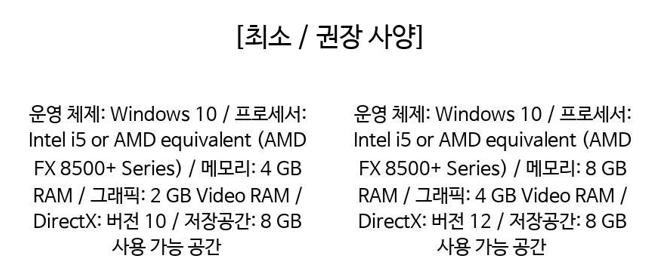 [최소 / 권장 사양]
운영 체제: Windows 10 / 프로세서:
Intel i5 or AMD equivalent (AMD
FX 8500+ Series) / 메모리: 4 GB
RAM / 그래픽: 2 GB Video RAM /
DirectX: 버전 10 / 저장공간: 8 GB
사용 가능 공간
운영 체제: Windows 10 / 프로세서:
Intel i5 or AMD equivalent (AMD
FX 8500+ Series) / 메모리: 8 GB
RAM / 그래픽: 4 GB Video RAM /
DirectX: 버전 12 / 저장공간: 8 GB
사용 가능 공간